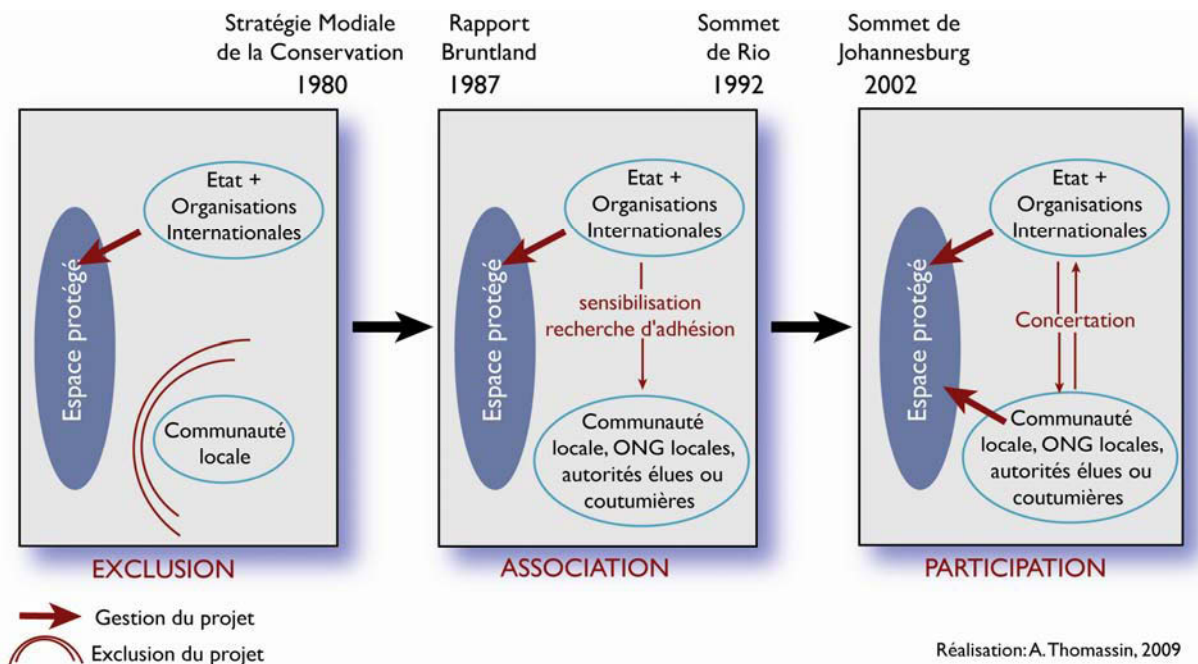 Stratégie Modiale
de la Conservation
1980
Rapport
Bruntland
1987
Sommet
de Rio
1992
Sommet de
Johannesburg
2002
Etat +
Organisations
Internationales
Espace protégé
Communauté
locale
EXCLUSION
Etat +
Organisations
Internationales
Espace protégé
sensibilisation
recherche d'adhésion
Communauté
locale, ONG locales,
autorités élues ou
coutumières
ASSOCIATION
Etat +
Organisations
Internationales
Espace protégé
Concertation
Communauté
locale, ONG locales,
autorités élues ou
coutumières
PARTICIPATION
Gestion du projet
Exclusion du projet
Réalisation: A. Thomassin, 2009